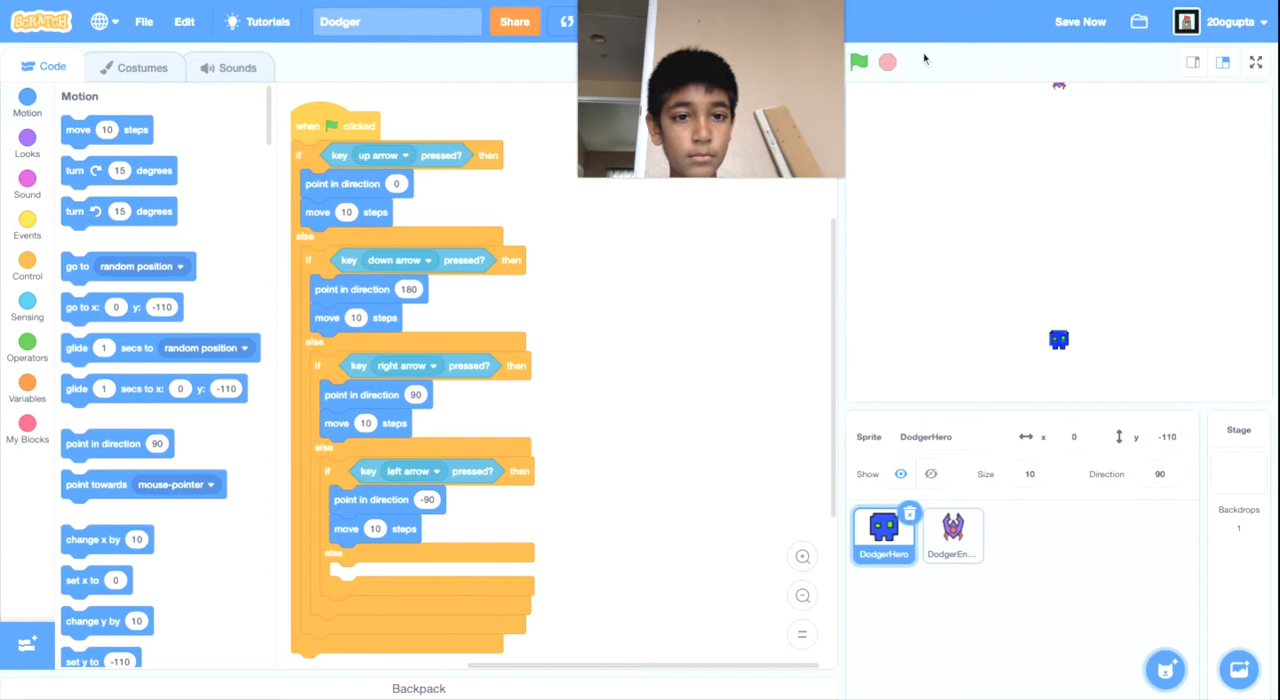 SCRATCH File Edit Tutorials Dodger Share Save Now 20ogupta
Code Costumes Sounds
Motion
Looks
Sound
Events
Control
Sensing
Operators
Variables
My Blocks
Motion
move 10 steps
turn 15 degrees
turn 15 degrees
go to random position
go to x: 0 y: -110
glide 1 secs to random position
glide 1 secs to x: 0 y: -110
point in direction 90
point towards mouse-pointer
change x by 10
set x to 0
change y by 10
set y to -110
when clicked
if key up arrow pressed? then
point in direction 0
move 10 steps
else
if key down arrow pressed? then
point in direction 180
move 10 steps
else
if key right arrow pressed? then
point in direction 90
move 10 steps
else
if key left arrow pressed? then
point in direction -90
move 10 steps
else
Backpack
Sprite DodgerHero x 0 y -110
Show Size 10 Direction 90
DodgerHero DodgerEn...
Stage
Backdrops
1